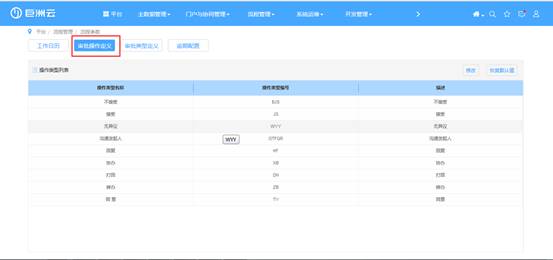 巨洲云 平台 主数据管理 门户与协同管理 流程管理 系统运维 开发管理
平台 / 流程管理 / 流程参数
工作日历 审批操作定义 审批类型定义 逾期配置
操作类型列表 修改 恢复默认值
操作类型名称 操作类型编号 描述
不接受 BJS 不接受
接受 JS 接受
无异议 WYY 无异议
沟通发起人 GTFQR 沟通发起人
WYY
回复 HF 回复
协办 XB 协办
打回 DH 打回
转办 ZB 转办
同意 TY 同意